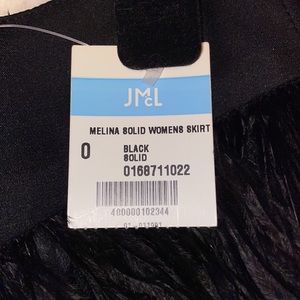 JMCL
MELINA SOLID WOMENS SKIRT
0
BLACK
SOLID
0168711022
400000102344